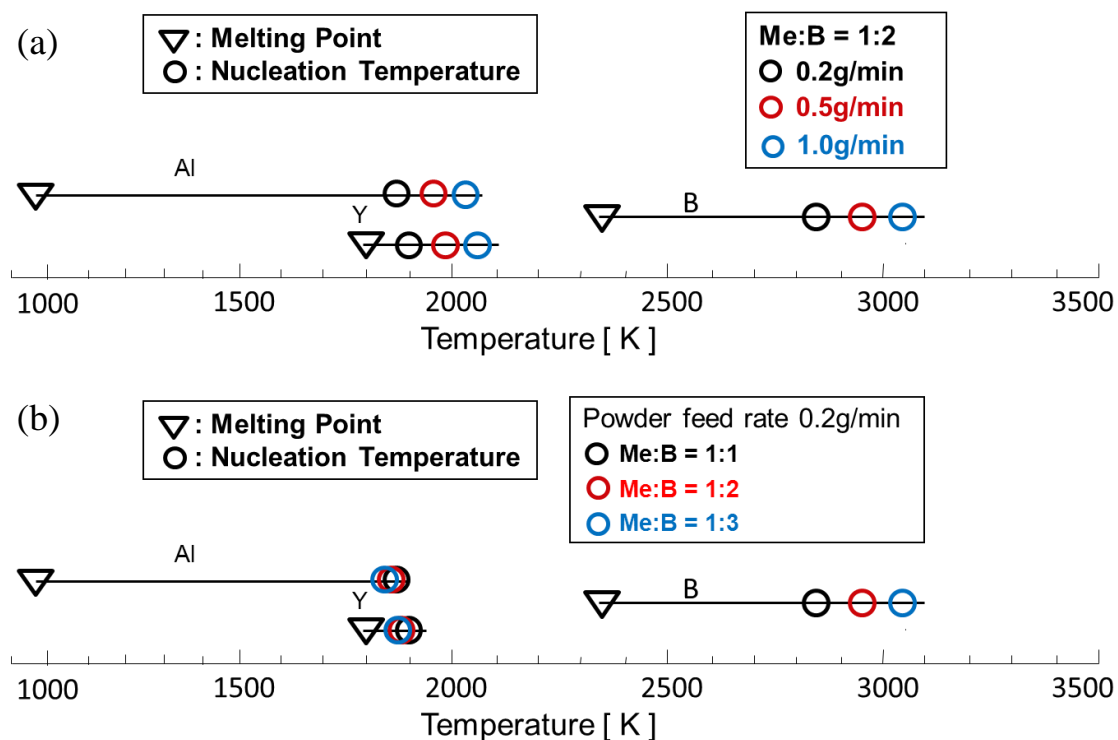 (a)
▽: Melting Point
○: Nucleation Temperature
Me:B = 1:2
0.2g/min
0.5g/min
1.0g/min
Al
Y
B
1000 1500 2000 2500 3000 3500
Temperature [ K ]
(b)
▽: Melting Point
○: Nucleation Temperature
Powder feed rate 0.2g/min
Me:B = 1:1
Me:B = 1:2
Me:B = 1:3
Al
Y
B
1000 1500 2000 2500 3000 3500
Temperature [ K ]